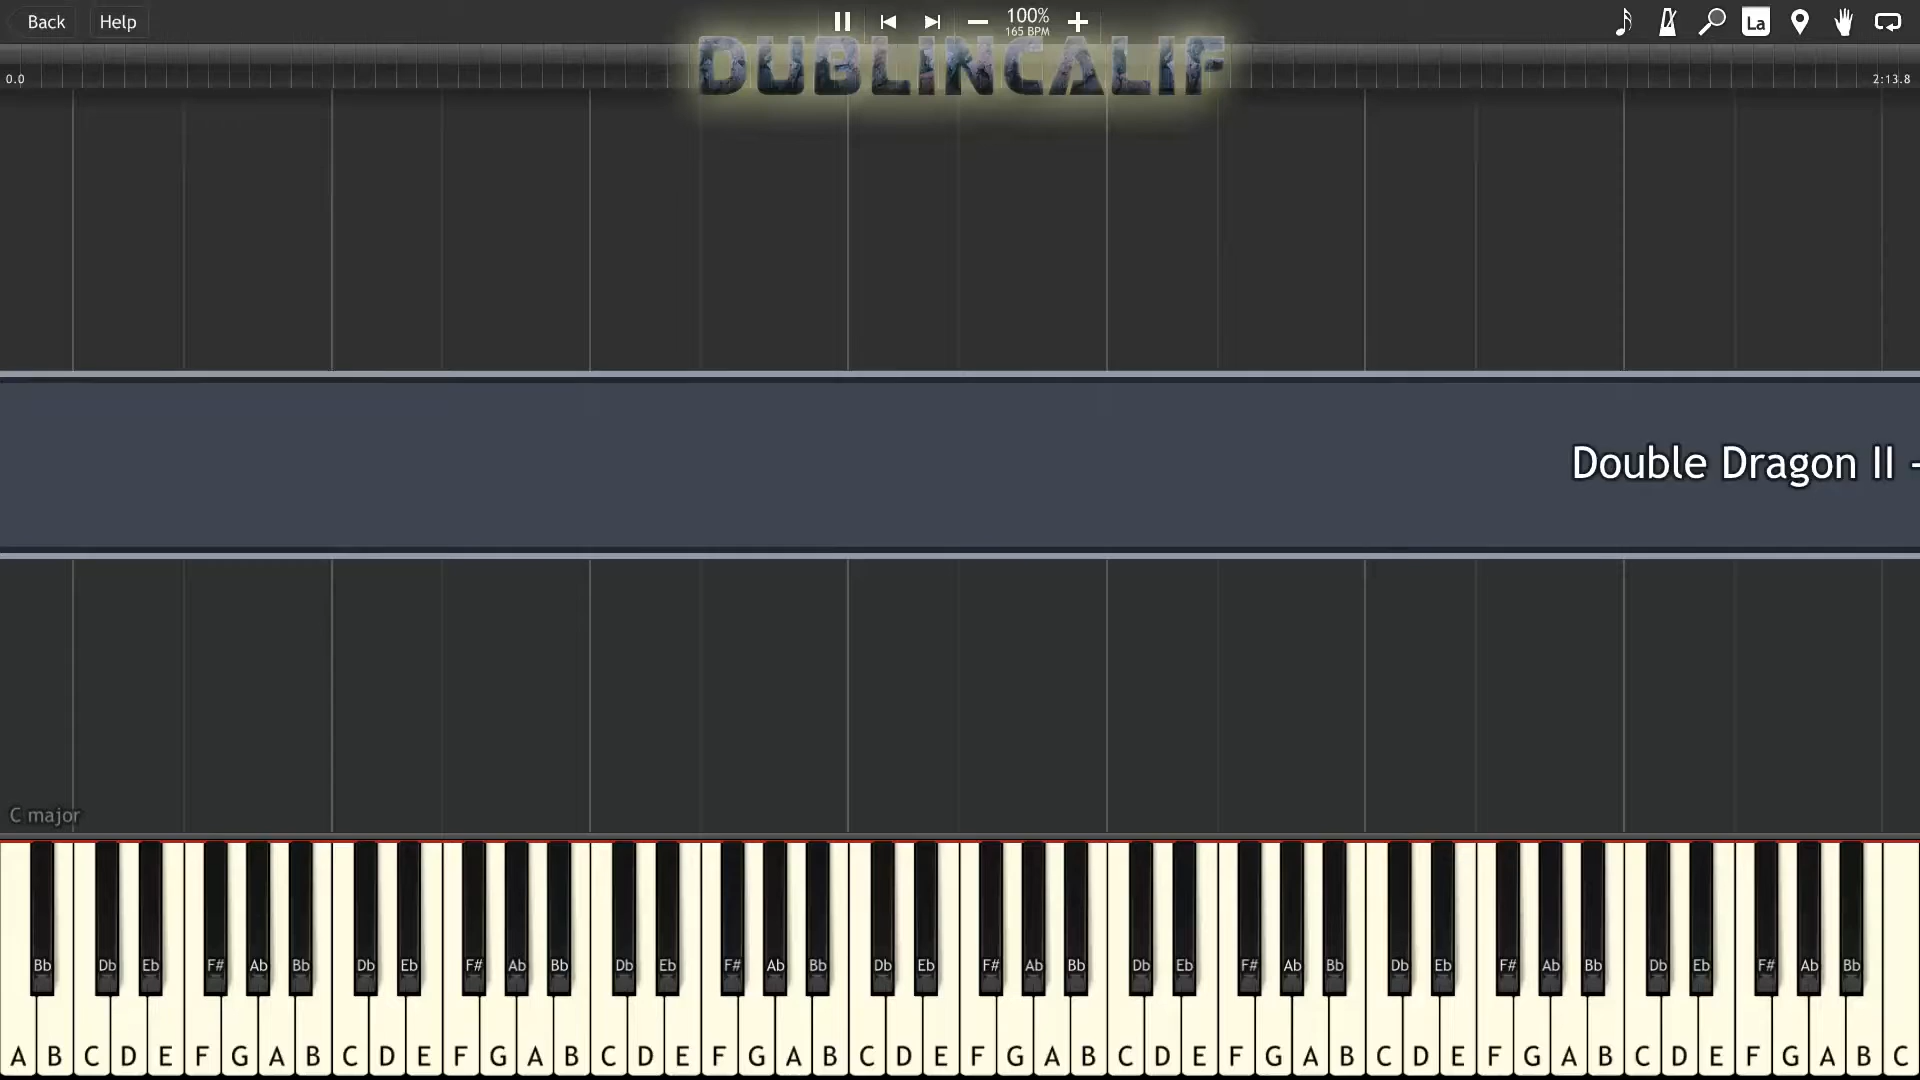 Back Help 100% La
165 BPM
DUBLINCALIF
0.0 2:13.8
Double Dragon II -
C major
Bb Db Eb F# Ab Bb Db Eb F# Ab Bb Db Eb F# Ab Bb Db Eb F# Ab Bb Db Eb F# Ab Bb Db Eb F# Ab Bb Db Eb F# Ab Bb
A B C D E F G A B C D E F G A B C D E F G A B C D E F G A B C D E F G A B C D E F G A B C D E F G A B C